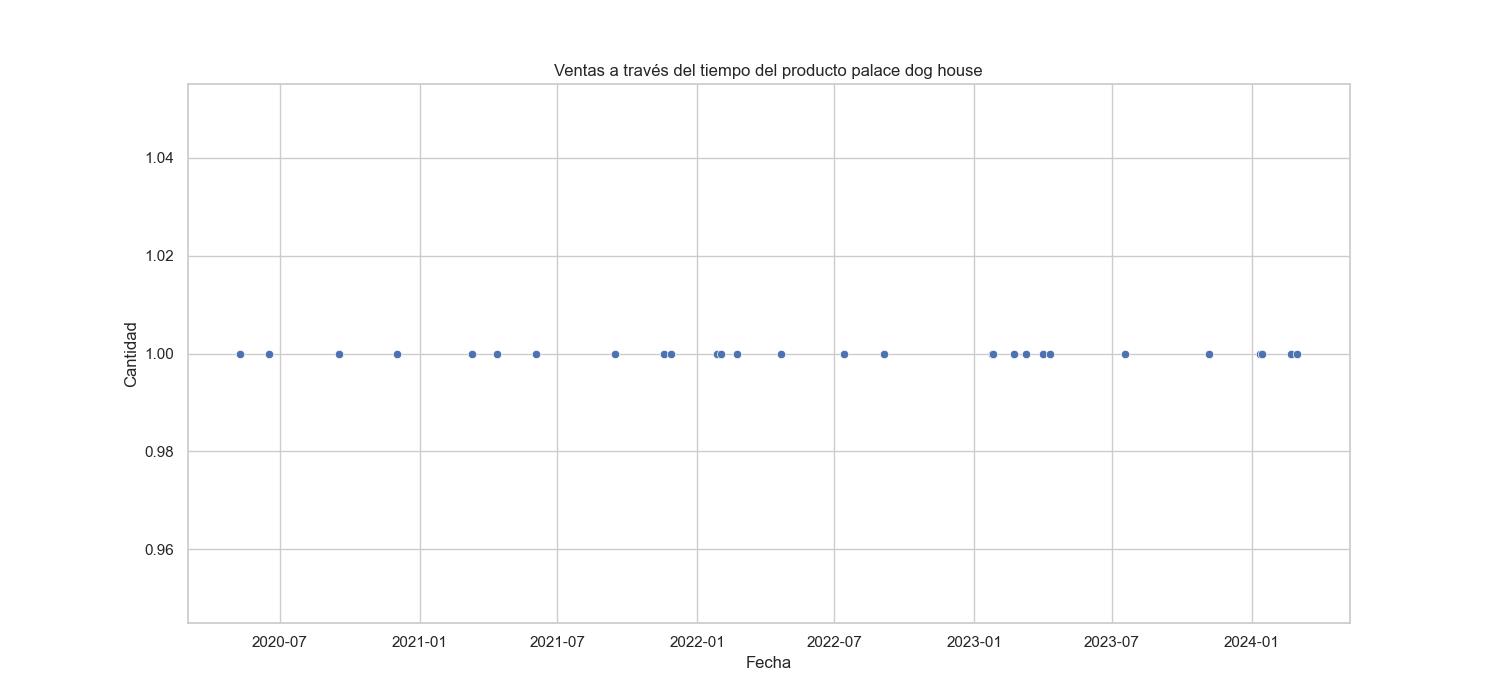 Ventas a través del tiempo del producto palace dog house
1.04
1.02
1.00
0.98
0.96
Cantidad
2020-07 2021-01 2021-07 2022-01 2022-07 2023-01 2023-07 2024-01
Fecha